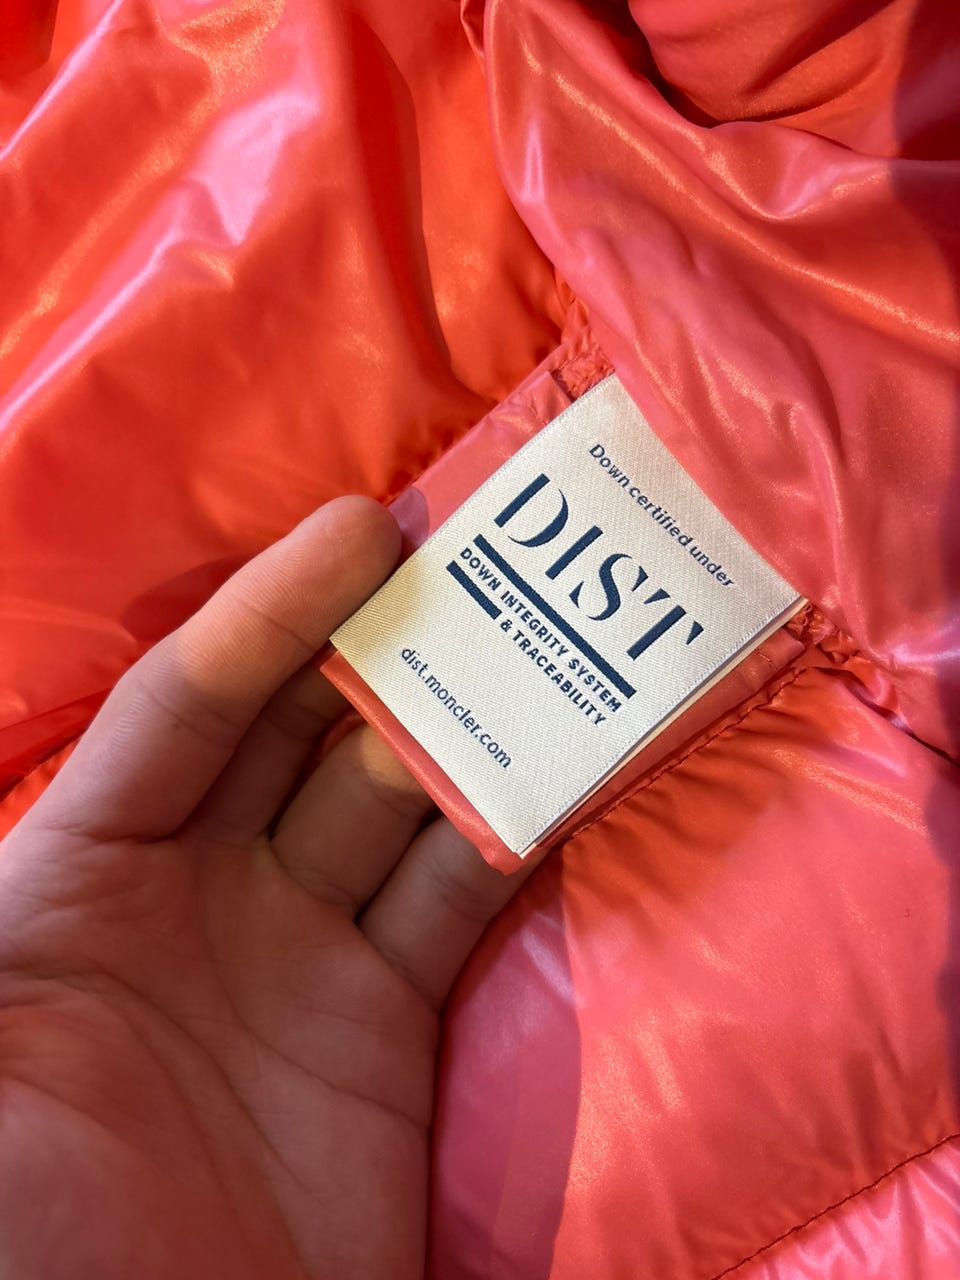 Down certified under
DIST
DOWN INTEGRITY SYSTEM
& TRACEABILITY
dist.moncler.com